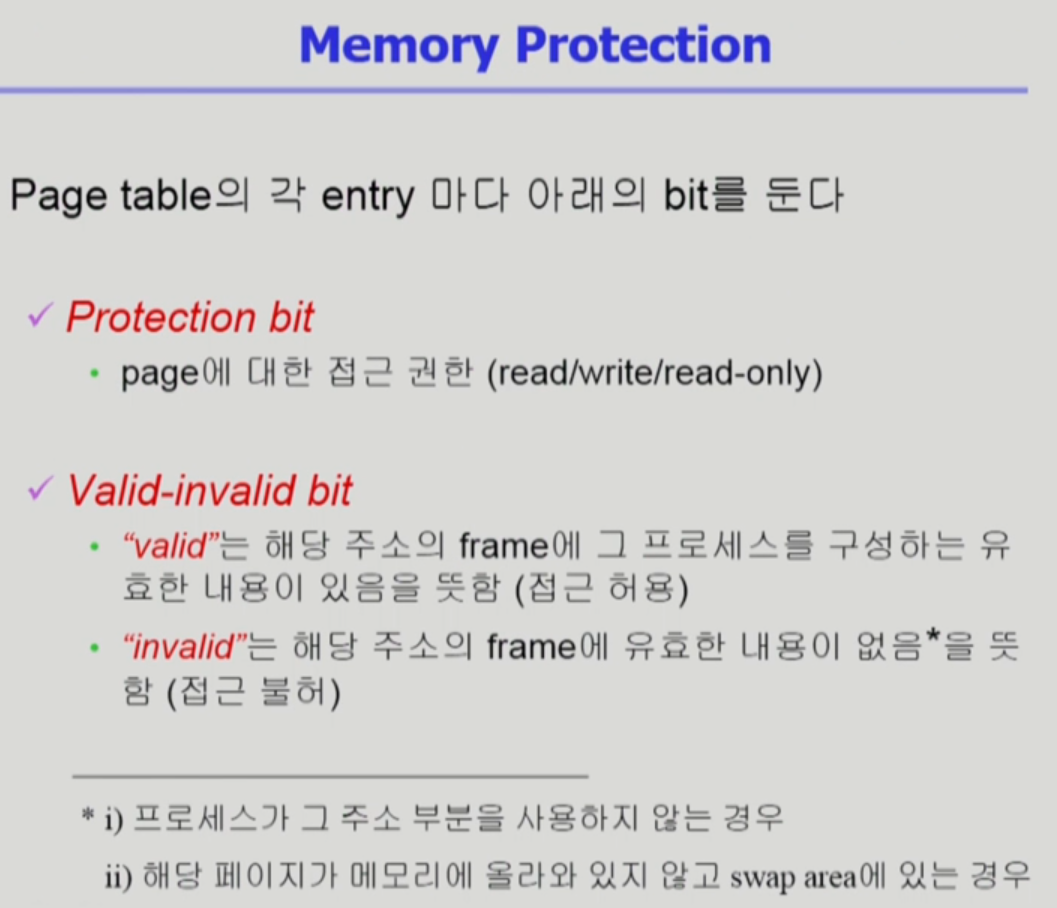 Memory Protection
Page table의 각 entry 마다 아래의 bit를 둔다
✓ Protection bit
• page에 대한 접근 권한 (read/write/read-only)
✓ Valid-invalid bit
• “valid”는 해당 주소의 frame에 그 프로세스를 구성하는 유
효한 내용이 있음을 뜻함 (접근 허용)
• “invalid”는 해당 주소의 frame에 유효한 내용이 없음*을 뜻
함 (접근 불허)
* i) 프로세스가 그 주소 부분을 사용하지 않는 경우
ii) 해당 페이지가 메모리에 올라와 있지 않고 swap area에 있는 경우